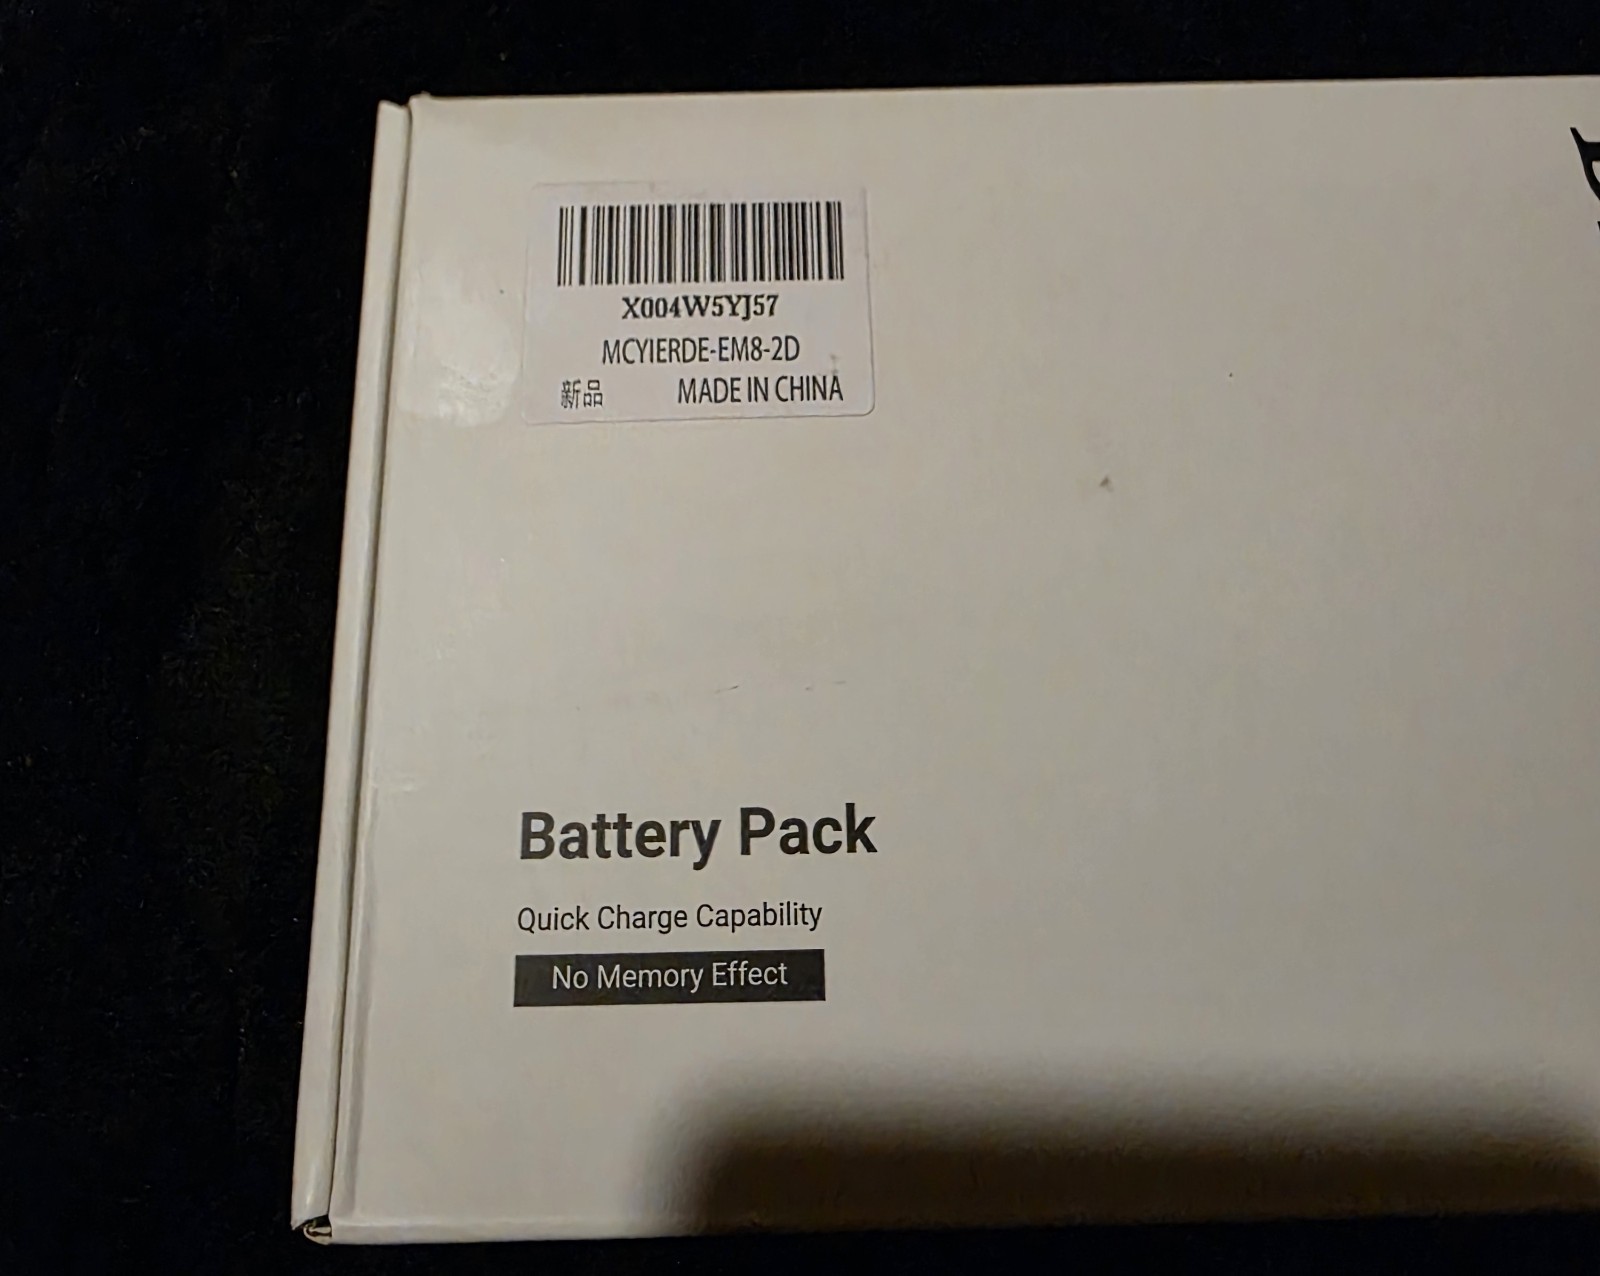 X004W5YJ57
MCYIERDE-EM8-2D
新品 MADE IN CHINA
Battery Pack
Quick Charge Capability
No Memory Effect